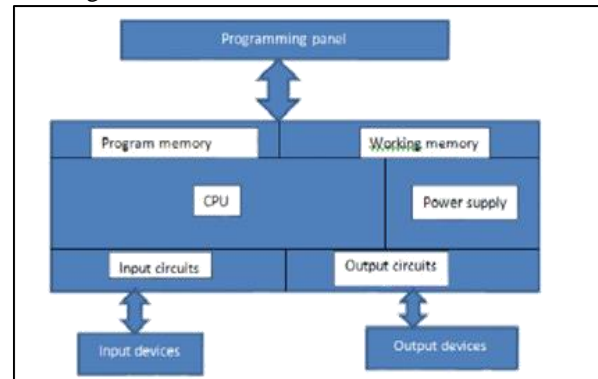 Programming panel
Program memory
Working memory
CPU
Power supply
Input circuits
Output circuits
Input devices
Output devices